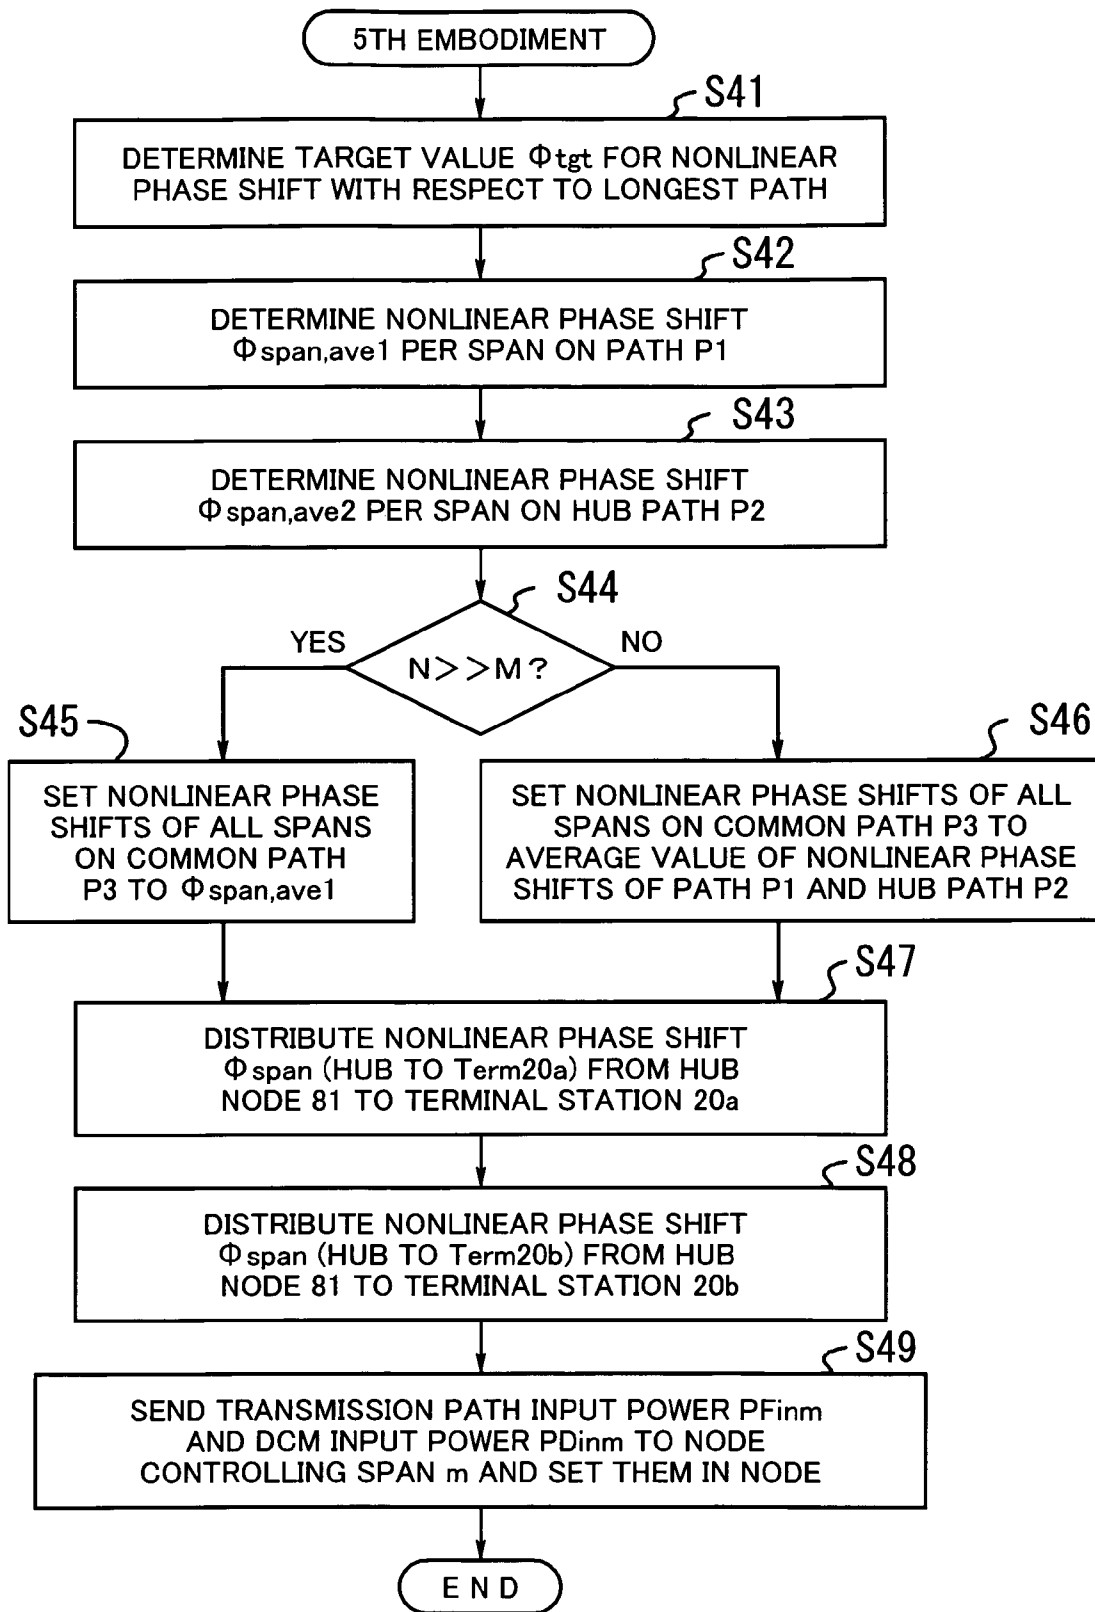 5TH EMBODIMENT
S41
DETERMINE TARGET VALUE Φtgt FOR NONLINEAR
PHASE SHIFT WITH RESPECT TO LONGEST PATH
S42
DETERMINE NONLINEAR PHASE SHIFT
Φspan,ave1 PER SPAN ON PATH P1
S43
DETERMINE NONLINEAR PHASE SHIFT
Φspan,ave2 PER SPAN ON HUB PATH P2
S44
YES
N>>M?
NO
S45
SET NONLINEAR PHASE
SHIFTS OF ALL SPANS
ON COMMON PATH
P3 TO Φspan,ave1
S46
SET NONLINEAR PHASE SHIFTS OF ALL
SPANS ON COMMON PATH P3 TO
AVERAGE VALUE OF NONLINEAR PHASE
SHIFTS OF PATH P1 AND HUB PATH P2
S47
DISTRIBUTE NONLINEAR PHASE SHIFT
Φspan (HUB TO Term20a) FROM HUB
NODE 81 TO TERMINAL STATION 20a
S48
DISTRIBUTE NONLINEAR PHASE SHIFT
Φspan (HUB TO Term20b) FROM HUB
NODE 81 TO TERMINAL STATION 20b
S49
SEND TRANSMISSION PATH INPUT POWER PFinm
AND DCM INPUT POWER PDinm TO NODE
CONTROLLING SPAN m AND SET THEM IN NODE
END